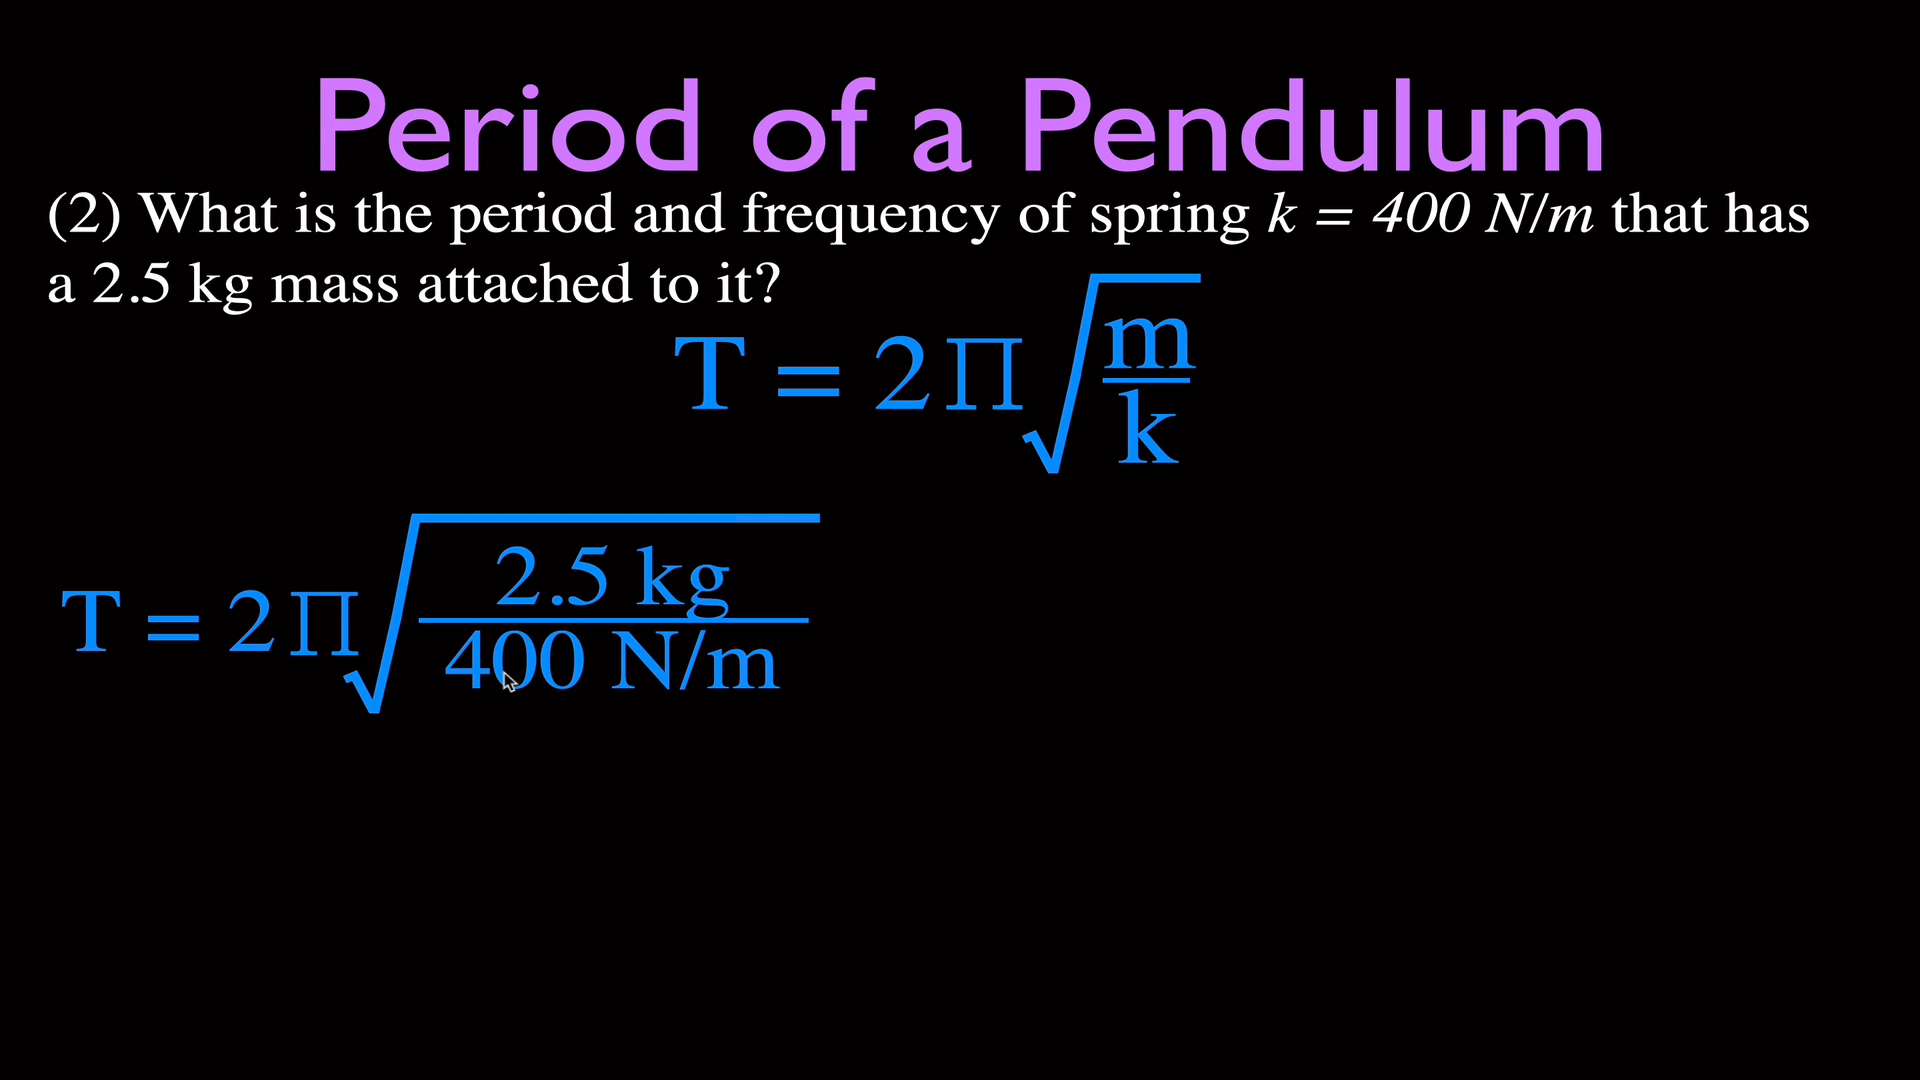 Period of a Pendulum
(2) What is the period and frequency of spring k = 400 N/m that has
a 2.5 kg mass attached to it?
T = 2Π√(m/k)
T = 2Π√(2.5 kg/400 N/m)